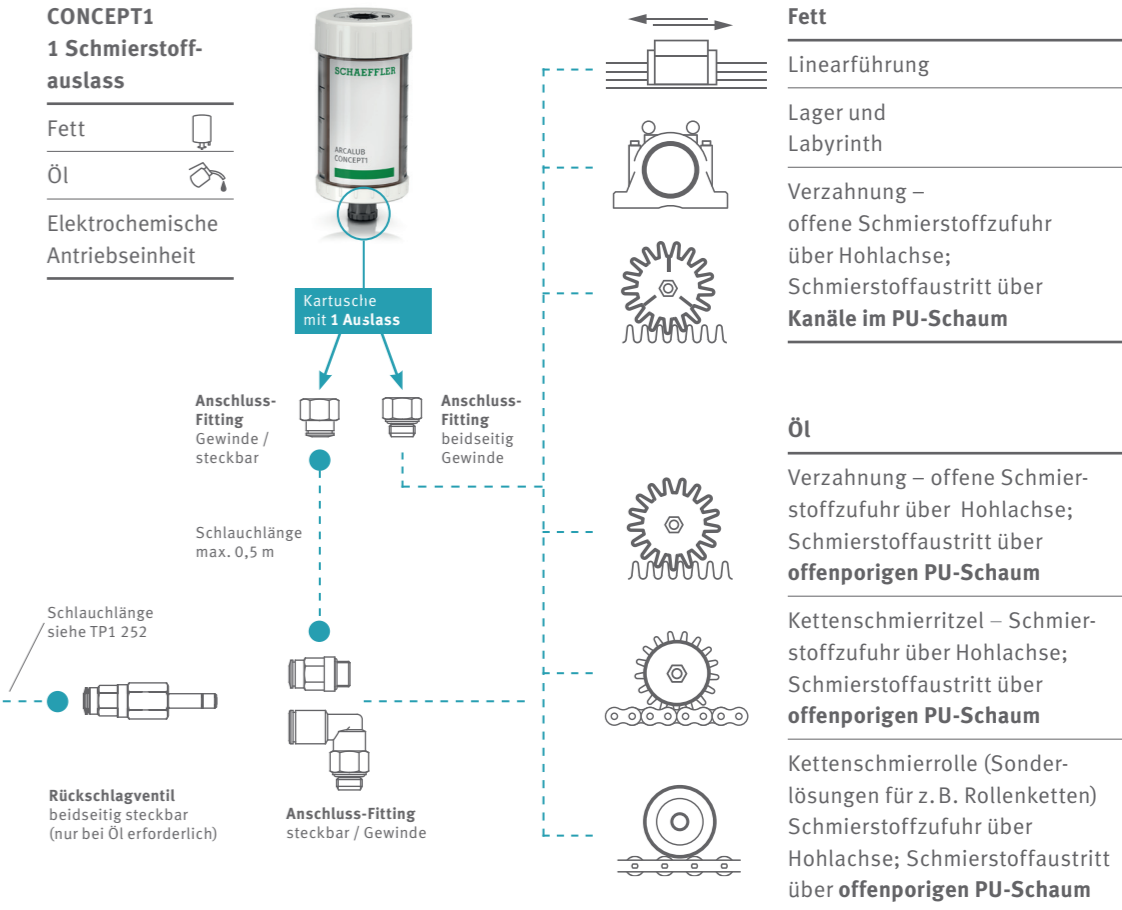 CONCEPT1
1 Schmierstoff-
auslass
Fett
Öl
Elektrochemische
Antriebseinheit
SCHAEFFLER
ARCALUB
CONCEPT1
Kartusche
mit 1 Auslass
Anschluss-
Fitting
Gewinde /
steckbar
Anschluss-
Fitting
beidseitig
Gewinde
Schlauchlänge
max. 0,5 m
Schlauchlänge
siehe TP1 252
Rückschlagventil
beidseitig steckbar
(nur bei Öl erforderlich)
Anschluss-Fitting
steckbar / Gewinde
Fett
Linearführung
Lager und
Labyrinth
Verzahnung –
offene Schmierstoffzufuhr
über Hohlachse;
Schmierstoffaustritt über
Kanäle im PU-Schaum
Öl
Verzahnung – offene Schmier-
stoffzufuhr über Hohlachse;
Schmierstoffaustritt über
offenporigen PU-Schaum
Kettenschmierritzel – Schmier-
stoffzufuhr über Hohlachse;
Schmierstoffaustritt über
offenporigen PU-Schaum
Kettenschmierrolle (Sonder-
lösungen für z. B. Rollenketten)
Schmierstoffzufuhr über
Hohlachse; Schmierstoffaustritt
über offenporigen PU-Schaum